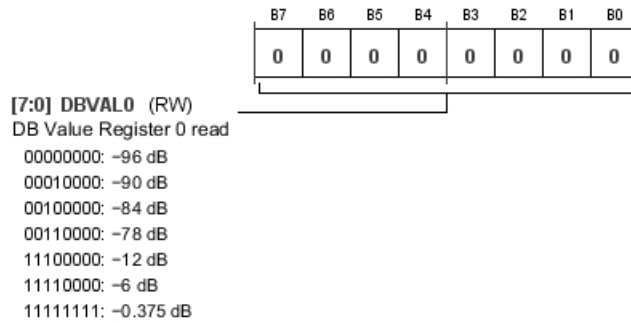 B7 B6 B5 B4 B3 B2 B1 B0
0 0 0 0 0 0 0 0
[7:0] DBVAL0 (RW)
DB Value Register 0 read
00000000: −96 dB
00010000: −90 dB
00100000: −84 dB
00110000: −78 dB
11100000: −12 dB
11110000: −6 dB
11111111: −0.375 dB